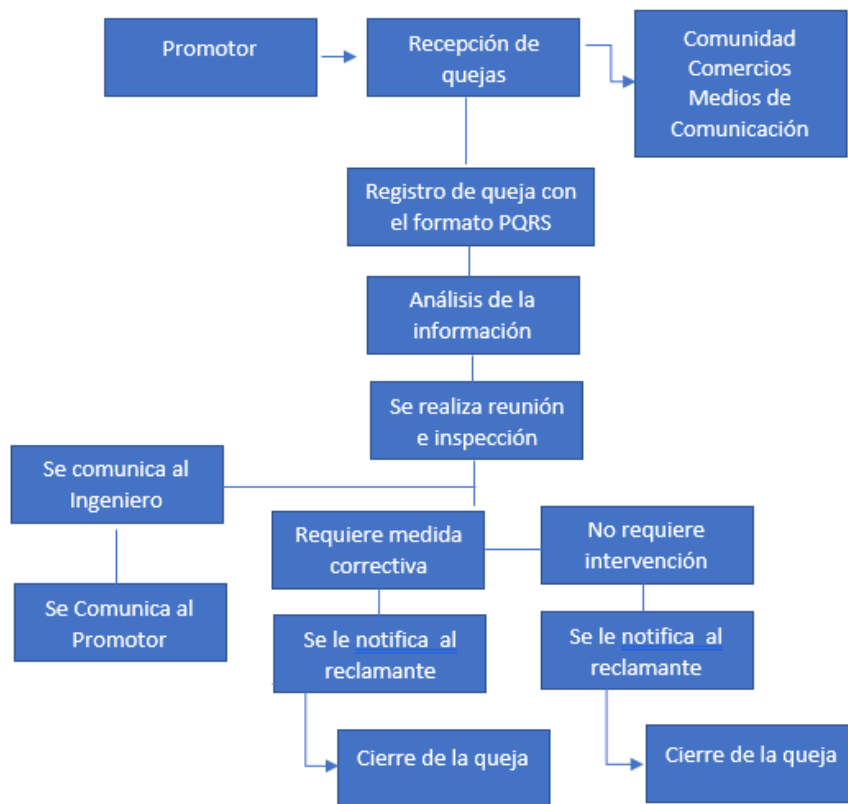 Promotor
Recepción de
quejas
Comunidad
Comercios
Medios de
Comunicación
Registro de queja con
el formato PQRS
Análisis de la
información
Se realiza reunión
e inspección
Se comunica al
Ingeniero
Requiere medida
correctiva
No requiere
intervención
Se Comunica al
Promotor
Se le notifica al
reclamante
Se le notifica al
reclamante
Cierre de la queja
Cierre de la queja